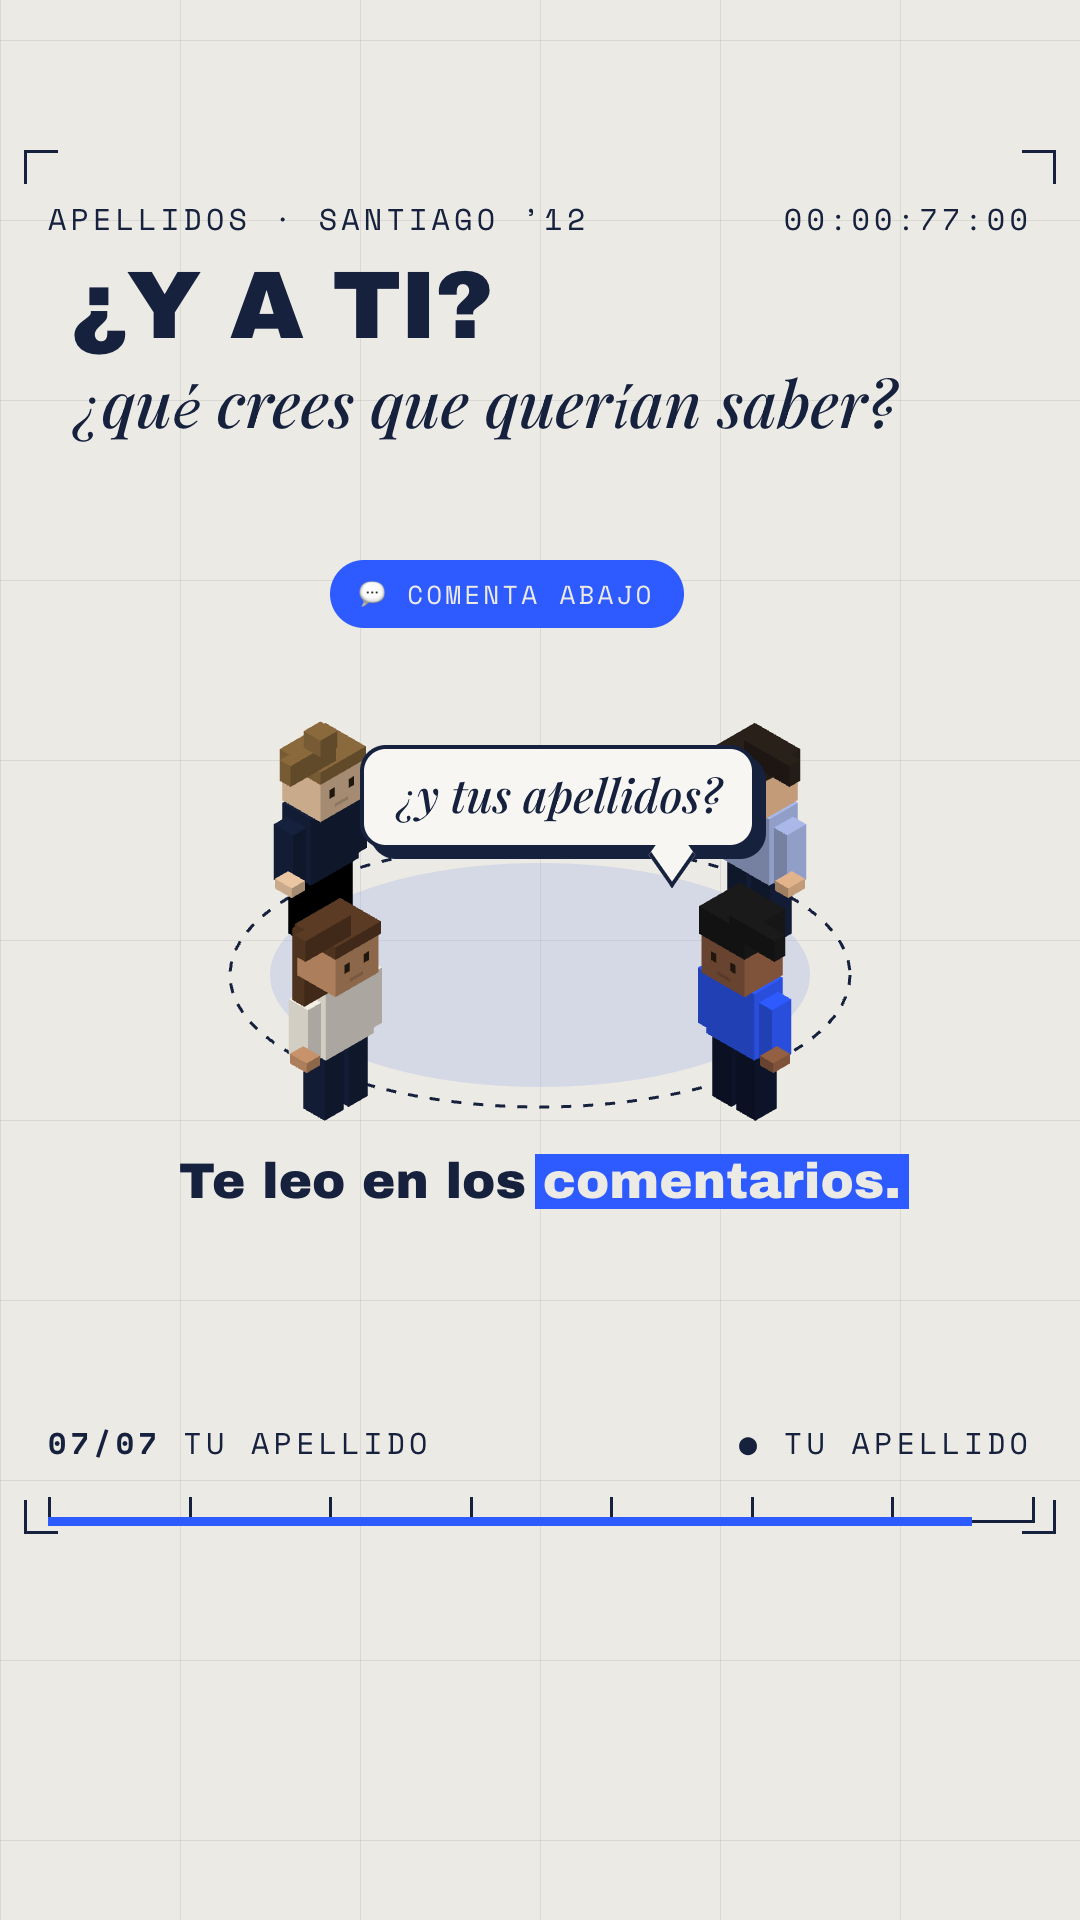 APELLIDOS · SANTIAGO ’12
00:00:77:00
¿Y A TI?
¿qué crees que querían saber?
💬 COMENTA ABAJO
¿y tus apellidos?
Te leo en los comentarios.
07/07 TU APELLIDO
● TU APELLIDO